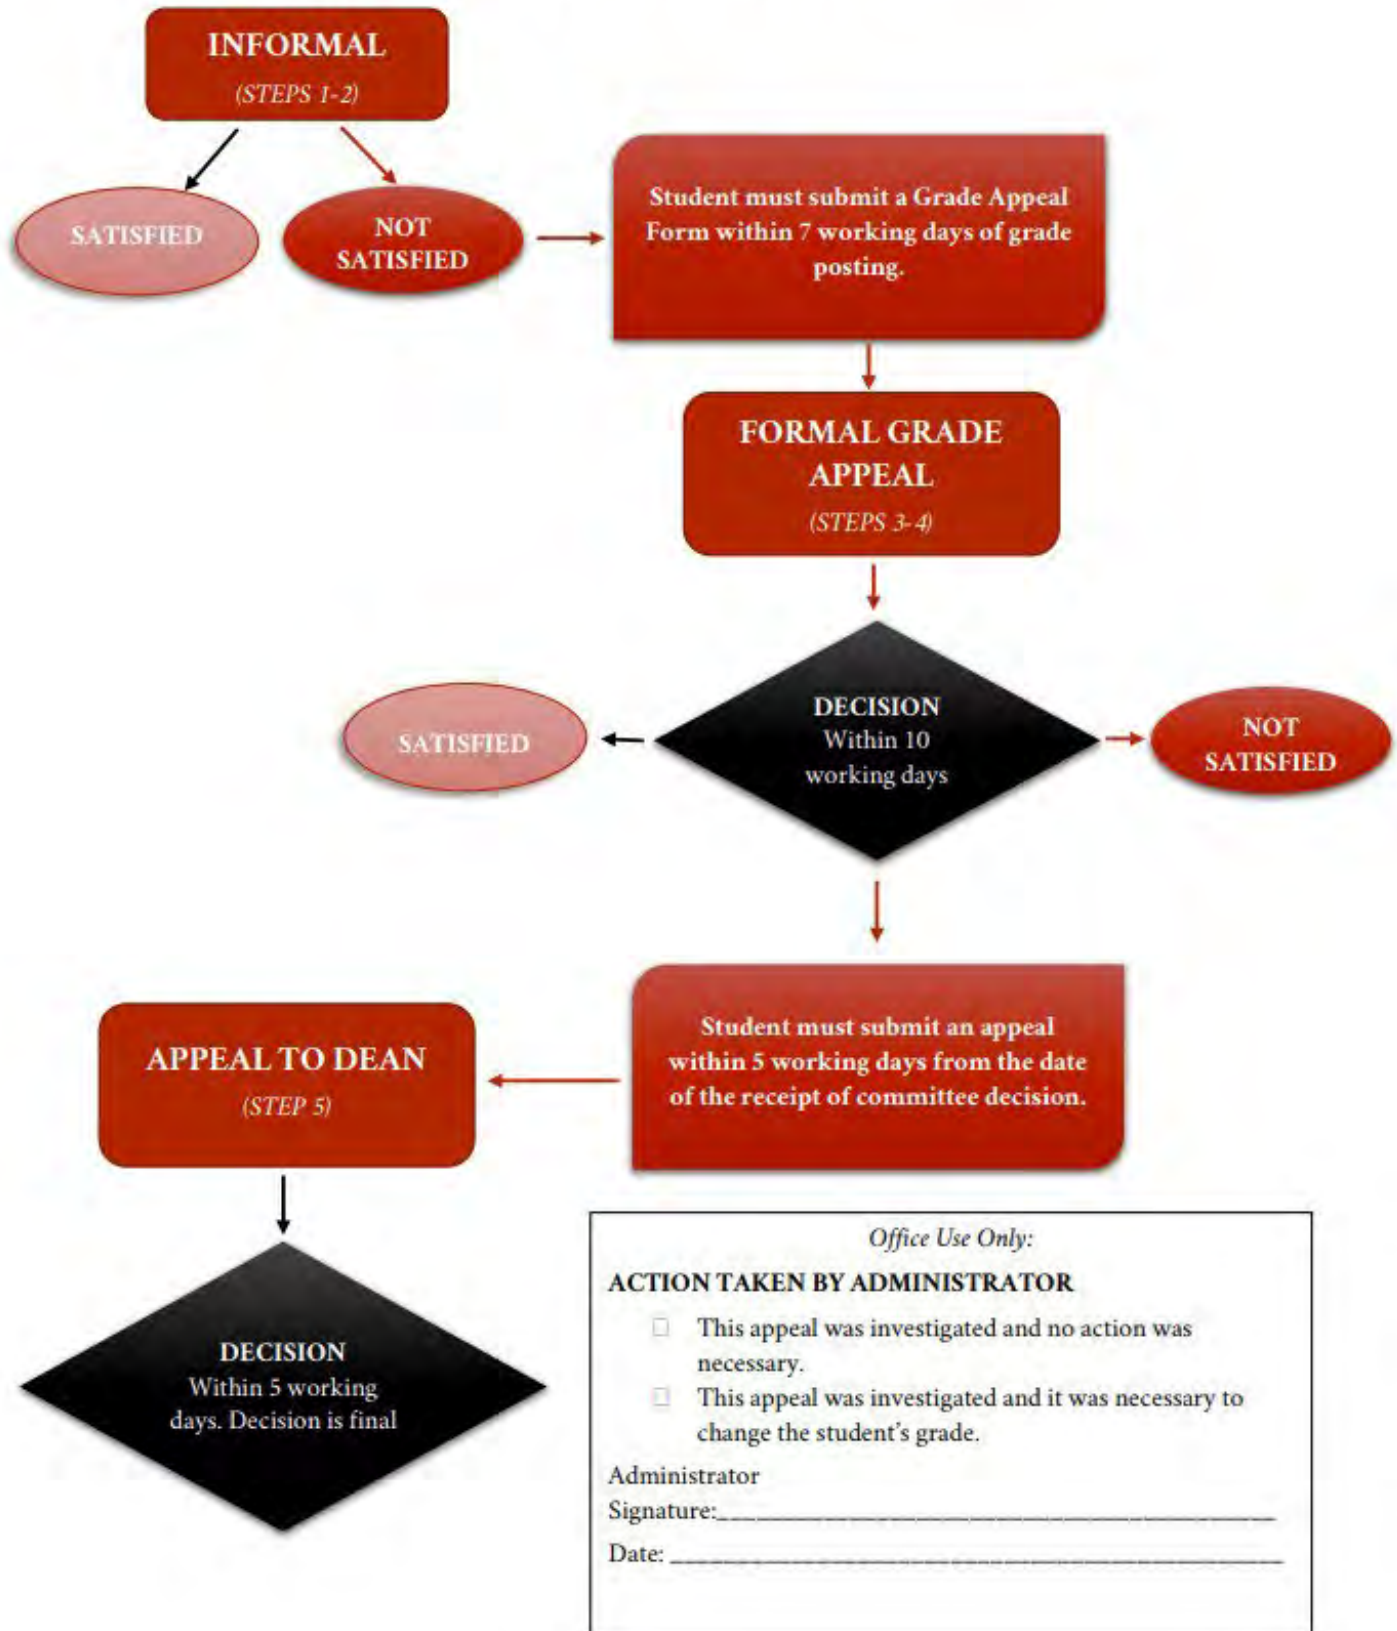 INFORMAL
(STEPS 1-2)
SATISFIED
NOT
SATISFIED
Student must submit a Grade Appeal
Form within 7 working days of grade
posting.
FORMAL GRADE
APPEAL
(STEPS 3-4)
DECISION
Within 10
working days
SATISFIED
NOT
SATISFIED
Student must submit an appeal
within 5 working days from the date
of the receipt of committee decision.
APPEAL TO DEAN
(STEP 5)
DECISION
Within 5 working
days. Decision is final
Office Use Only:
ACTION TAKEN BY ADMINISTRATOR
This appeal was investigated and no action was
necessary.
This appeal was investigated and it was necessary to
change the student's grade.
Administrator
Signature:____________________________________________
Date: ________________________________________________